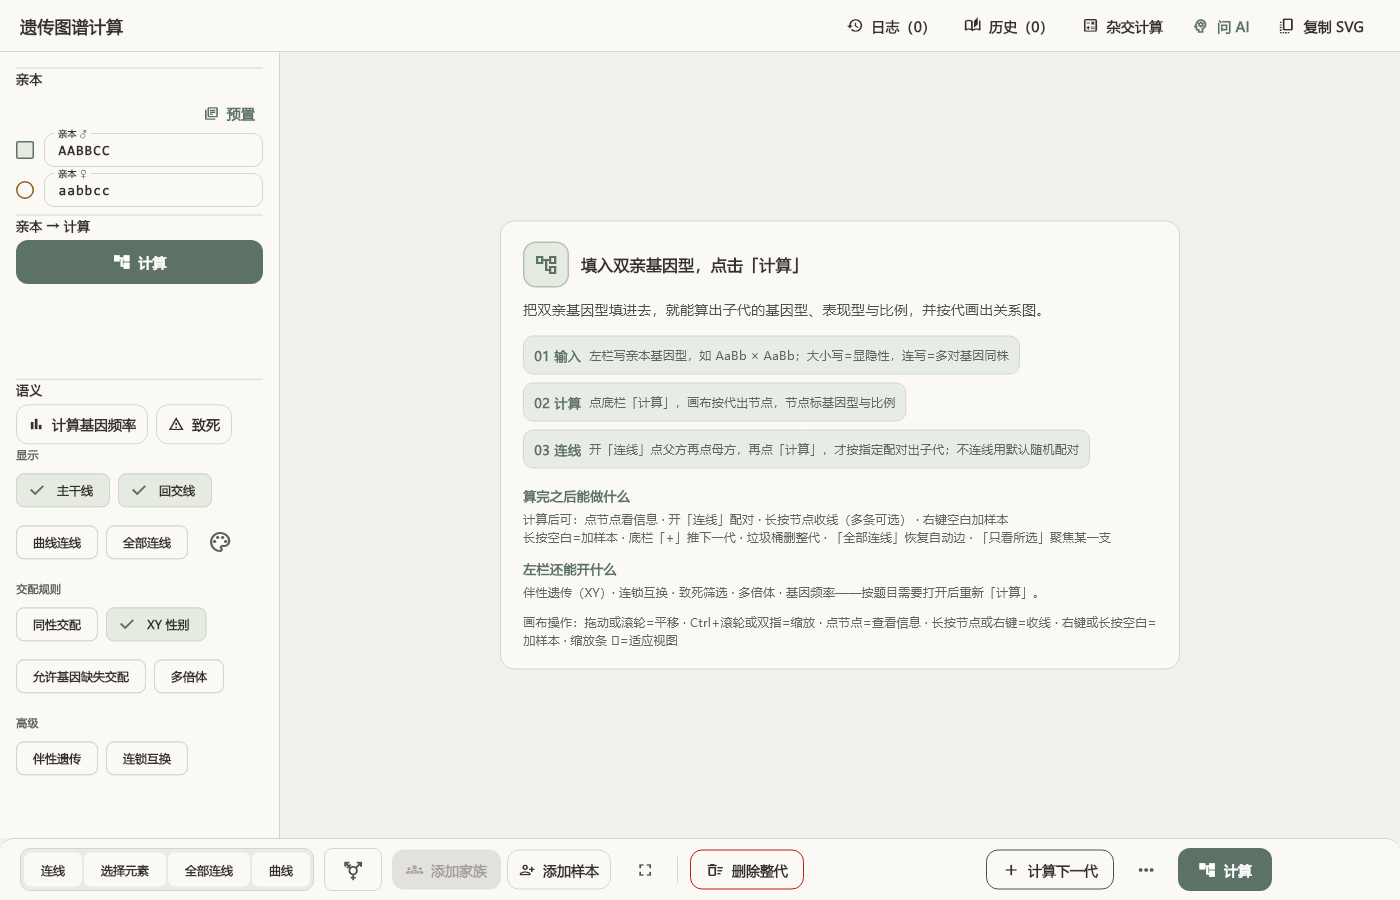 遗传图谱计算
日志（0）
历史（0）
杂交计算
问 AI
复制 SVG
亲本
预置
亲本 ♂
AABBCC
亲本 ♀
aabbcc
亲本 → 计算
计算
语义
计算基因频率
致死
显示
主干线
回交线
曲线连线
全部连线
交配规则
同性交配
XY 性别
允许基因缺失交配
多倍体
高级
伴性遗传
连锁互换
填入双亲基因型，点击「计算」
把双亲基因型填进去，就能算出子代的基因型、表现型与比例，并按代画出关系图。
01 输入 左栏写亲本基因型，如 AaBb × AaBb；大小写=显隐性，连写=多对基因同株
02 计算 点底栏「计算」，画布按代出节点，节点标基因型与比例
03 连线 开「连线」点父方再点母方，再点「计算」，才按指定配对出子代；不连线用默认随机配对
算完之后能做什么
计算后可：点节点看信息 · 开「连线」配对 · 长按节点收线（多条可选） · 右键空白加样本
长按空白=加样本 · 底栏「+」推下一代 · 垃圾桶删整代 · 「全部连线」恢复自动边 · 「只看所选」聚焦某一支
左栏还能开什么
伴性遗传（XY）· 连锁互换 · 致死筛选 · 多倍体 · 基因频率——按题目需要打开后重新「计算」。
画布操作：拖动或滚轮=平移 · Ctrl+滚轮或双指=缩放 · 点节点=查看信息 · 长按节点或右键=收线 · 右键或长按空白=
加样本 · 缩放条 ▯=适应视图
连线
选择元素
全部连线
曲线
添加家族
添加样本
删除整代
计算下一代
计算